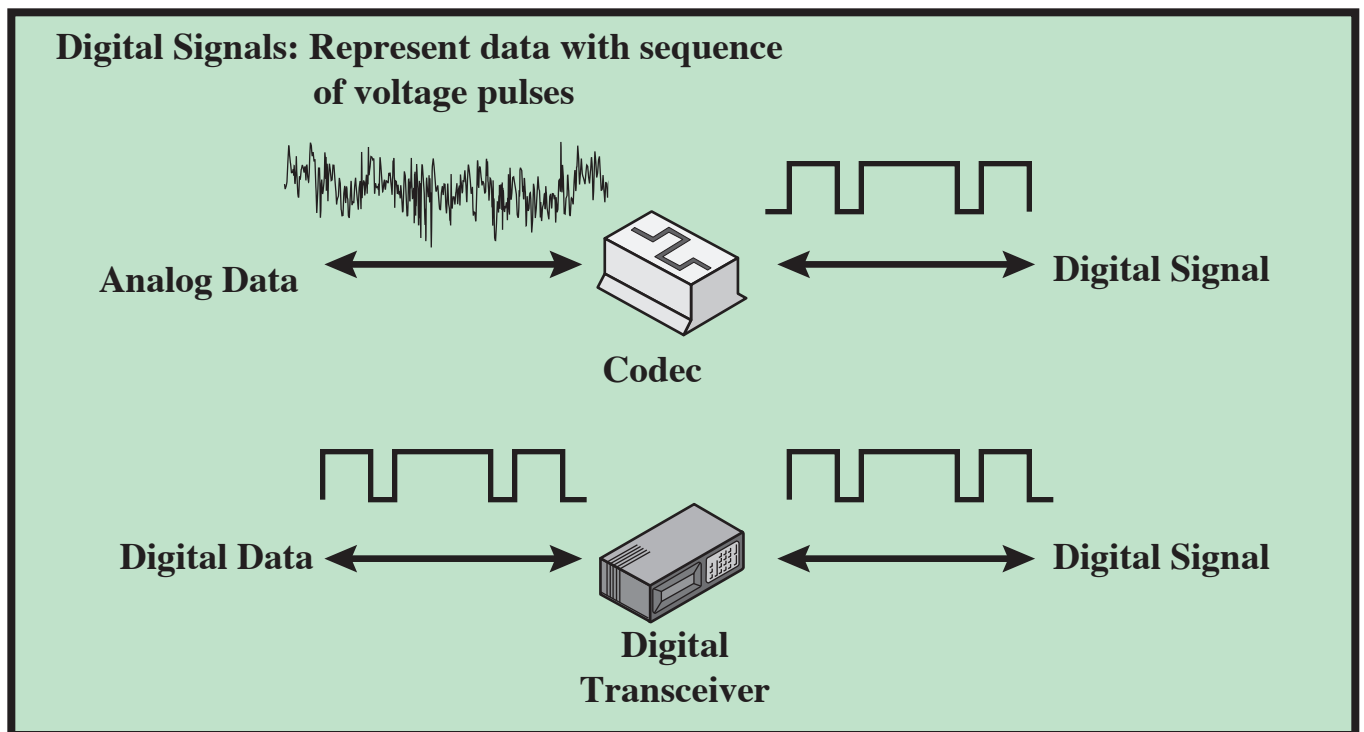 Digital Signals: Represent data with sequence
of voltage pulses
Analog Data
Digital Signal
Codec
Digital Data
Digital Signal
Digital
Transceiver